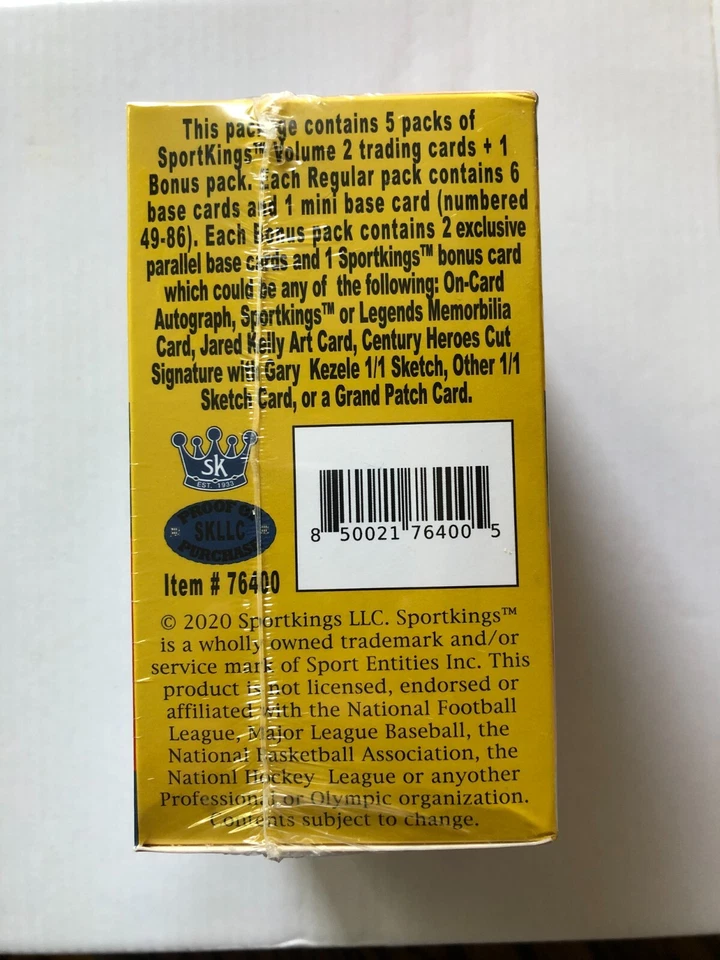 This package contains 5 packs of
SportKings™ Volume 2 trading cards + 1
Bonus pack. Each Regular pack contains 6
base cards and 1 mini base card (numbered
49-86). Each Bonus pack contains 2 exclusive
parallel base cards and 1 Sportkings™ bonus card
which could be any of the following: On-Card
Autograph, Sportkings™ or Legends Memorbilia
Card, Jared Kelly Art Card, Century Heroes Cut
Signature with Gary Kezele 1/1 Sketch, Other 1/1
Sketch Card, or a Grand Patch Card.
SK
EST. 1933
PROOF OF
SKLLC
PURCHASE
Item # 76400
8 50021 76400 5
© 2020 Sportkings LLC. Sportkings™
is a wholly owned trademark and/or
service mark of Sport Entities Inc. This
product is not licensed, endorsed or
affiliated with the National Football
League, Major League Baseball, the
National Basketball Association, the
Nationl Hockey League or anyother
Professional or Olympic organization.
Contents subject to change.